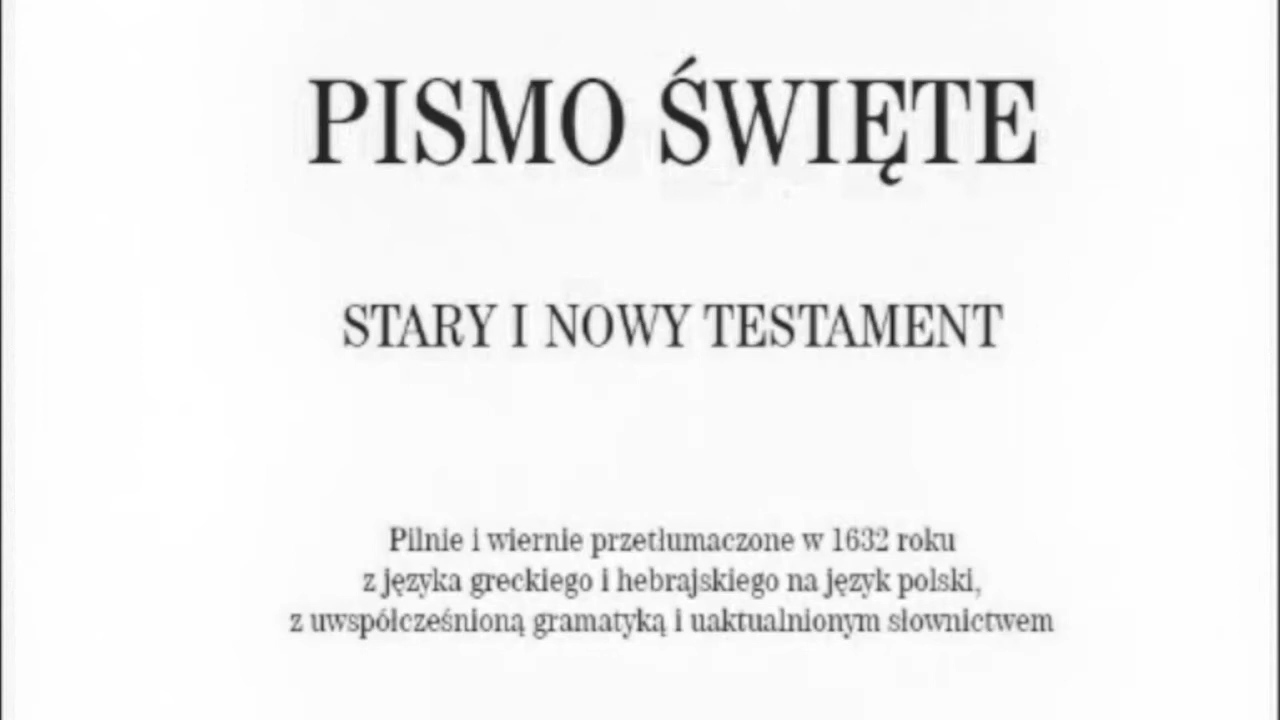 PISMO ŚWIĘTE
STARY I NOWY TESTAMENT
Pilnie i wiernie przetłumaczone w 1632 roku
z języka greckiego i hebrajskiego na język polski,
z uwspółcześnioną gramatyką i uaktualnionym słownictwem